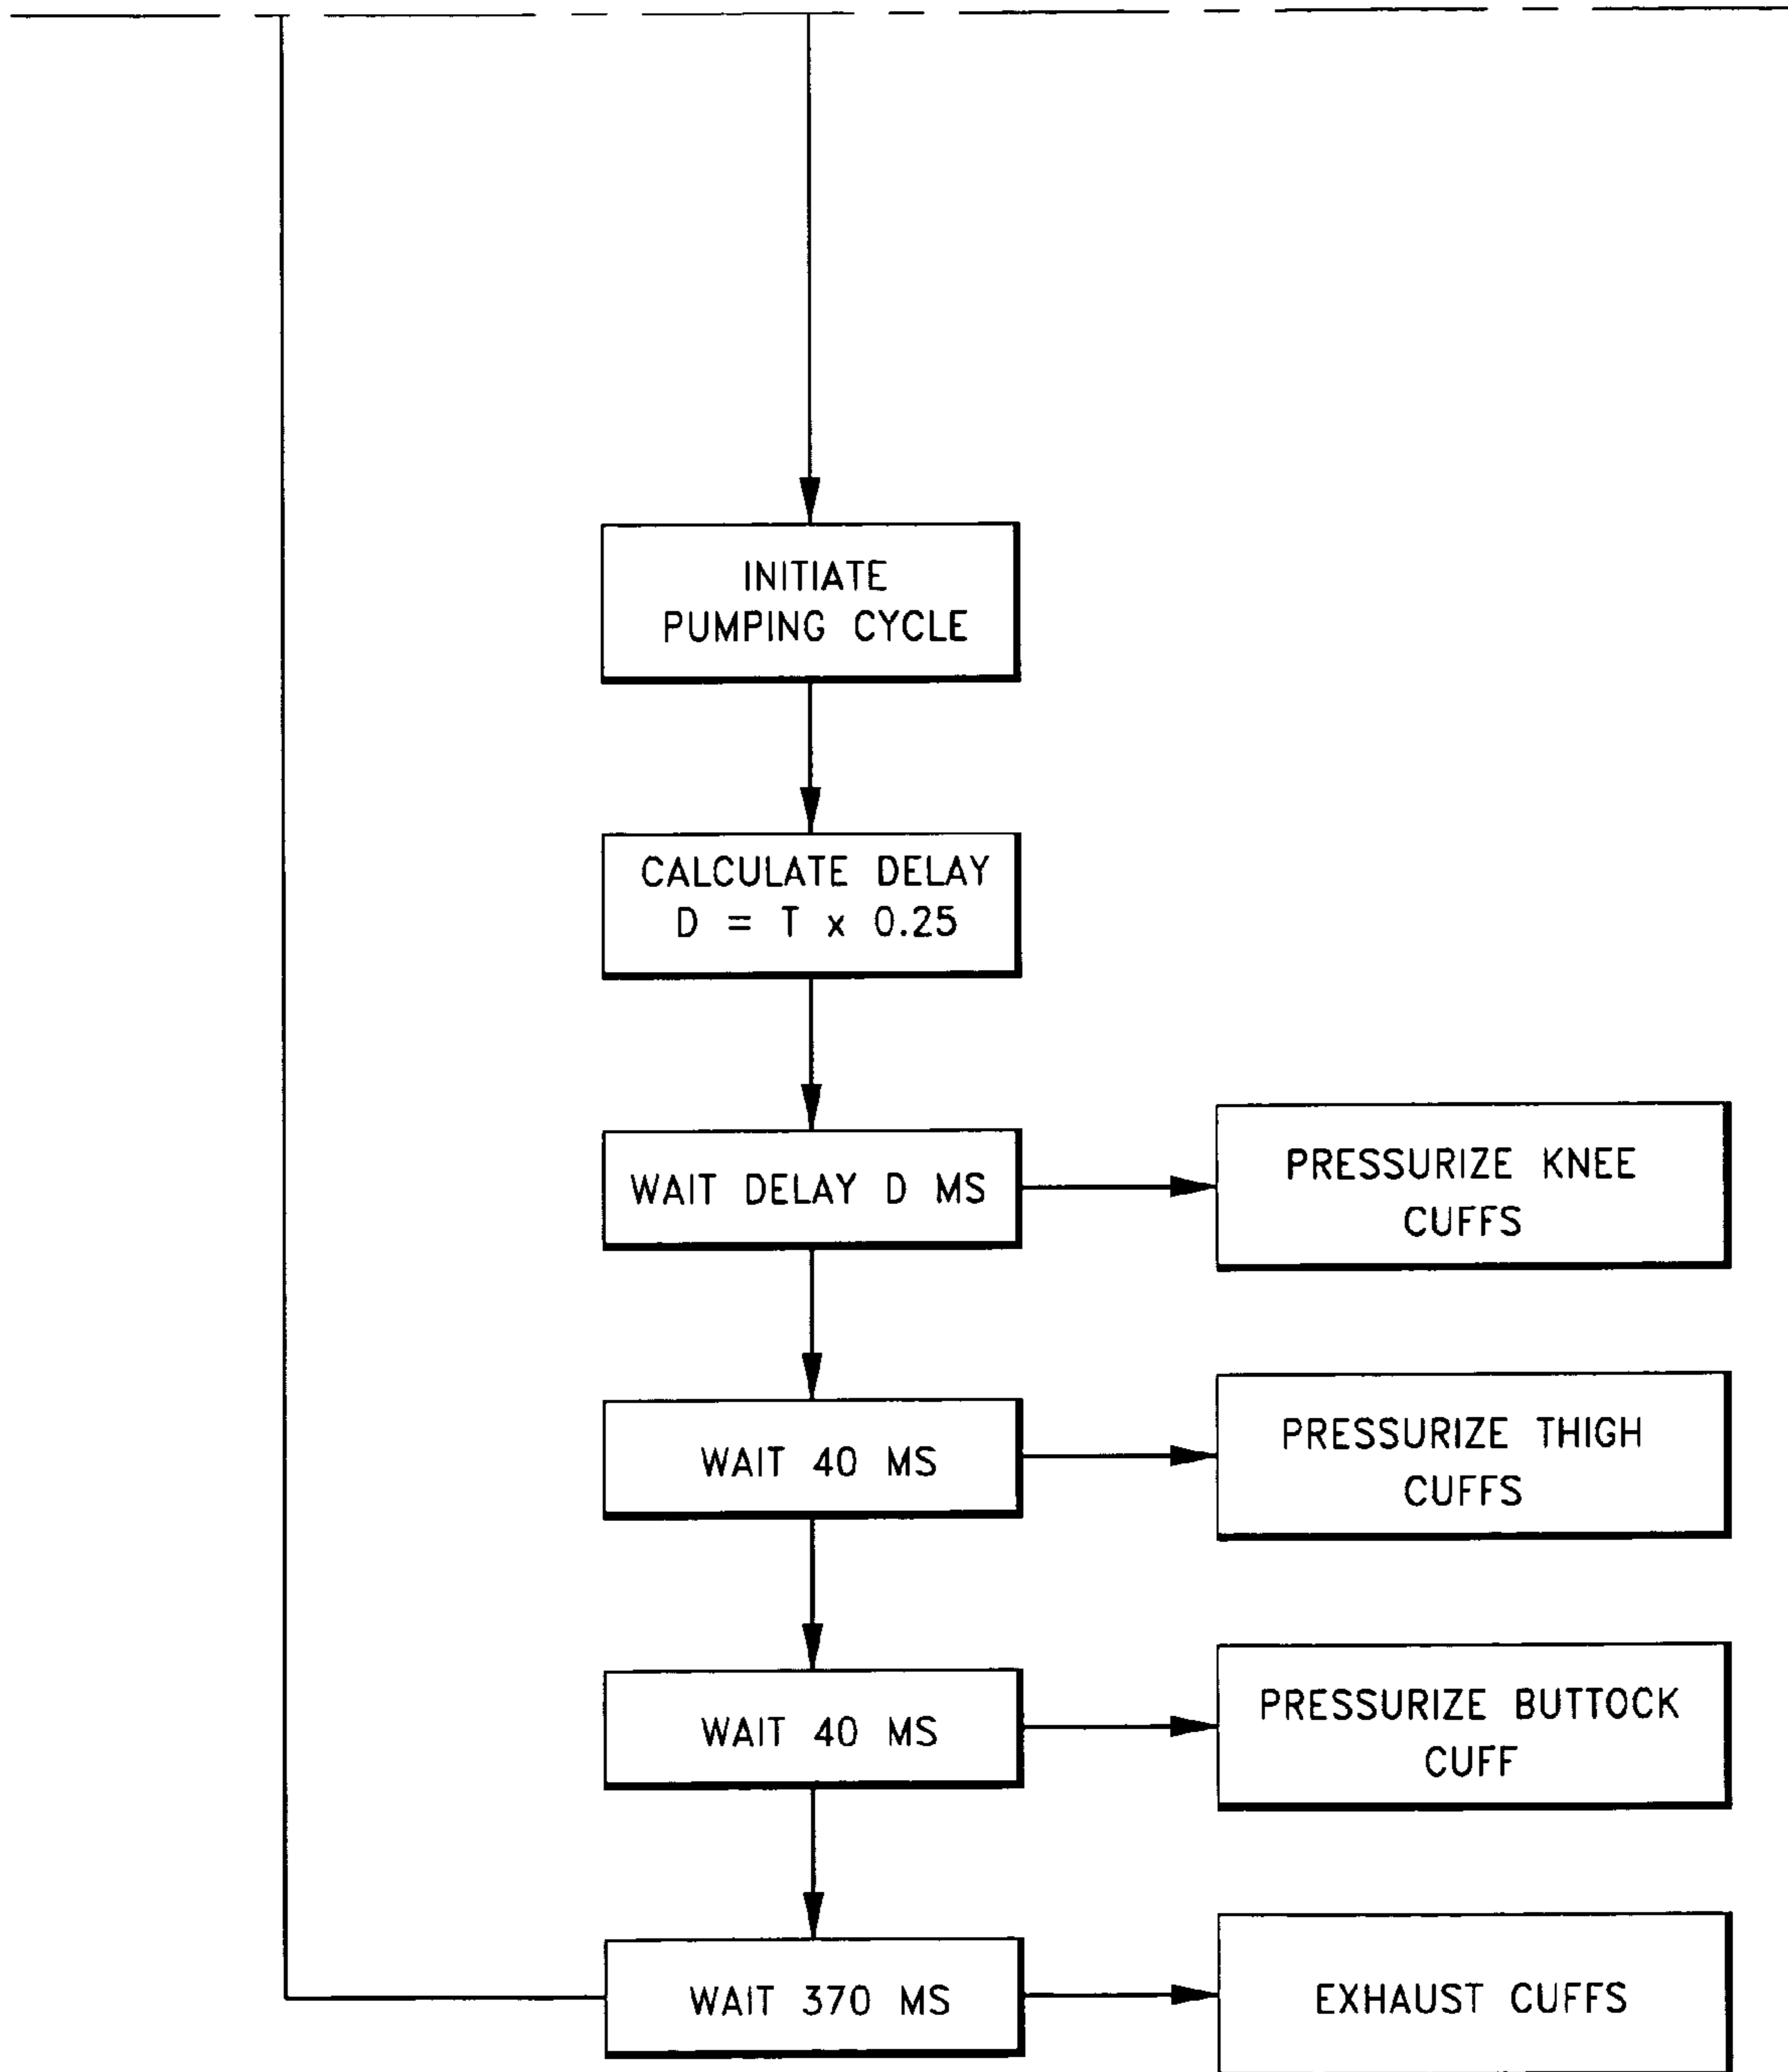 INITIATE
PUMPING CYCLE
CALCULATE DELAY
D = T x 0.25
WAIT DELAY D MS
PRESSURIZE KNEE
CUFFS
WAIT 40 MS
PRESSURIZE THIGH
CUFFS
WAIT 40 MS
PRESSURIZE BUTTOCK
CUFF
WAIT 370 MS
EXHAUST CUFFS